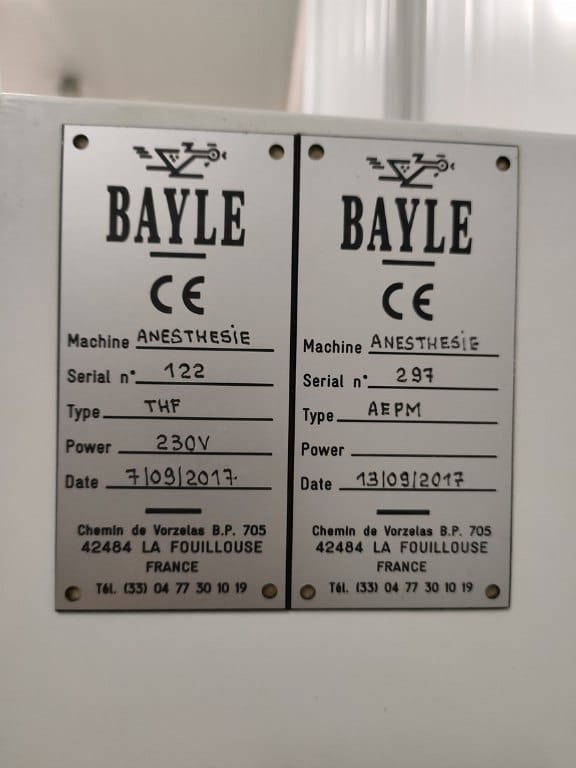 BAYLE
CE
Machine ANESTHESIE
Serial n° 122
Type THF
Power 230V
Date 7/09/2017
Chemin de Vorzelas B.P. 705
42484 LA FOUILLOUSE
FRANCE
Tél. (33) 04 77 30 10 19
BAYLE
CE
Machine ANESTHESIE
Serial n° 297
Type AEPM
Power
Date 13/09/2017
Chemin de Vorzelas B.P. 705
42484 LA FOUILLOUSE
FRANCE
Tél. (33) 04 77 30 10 19